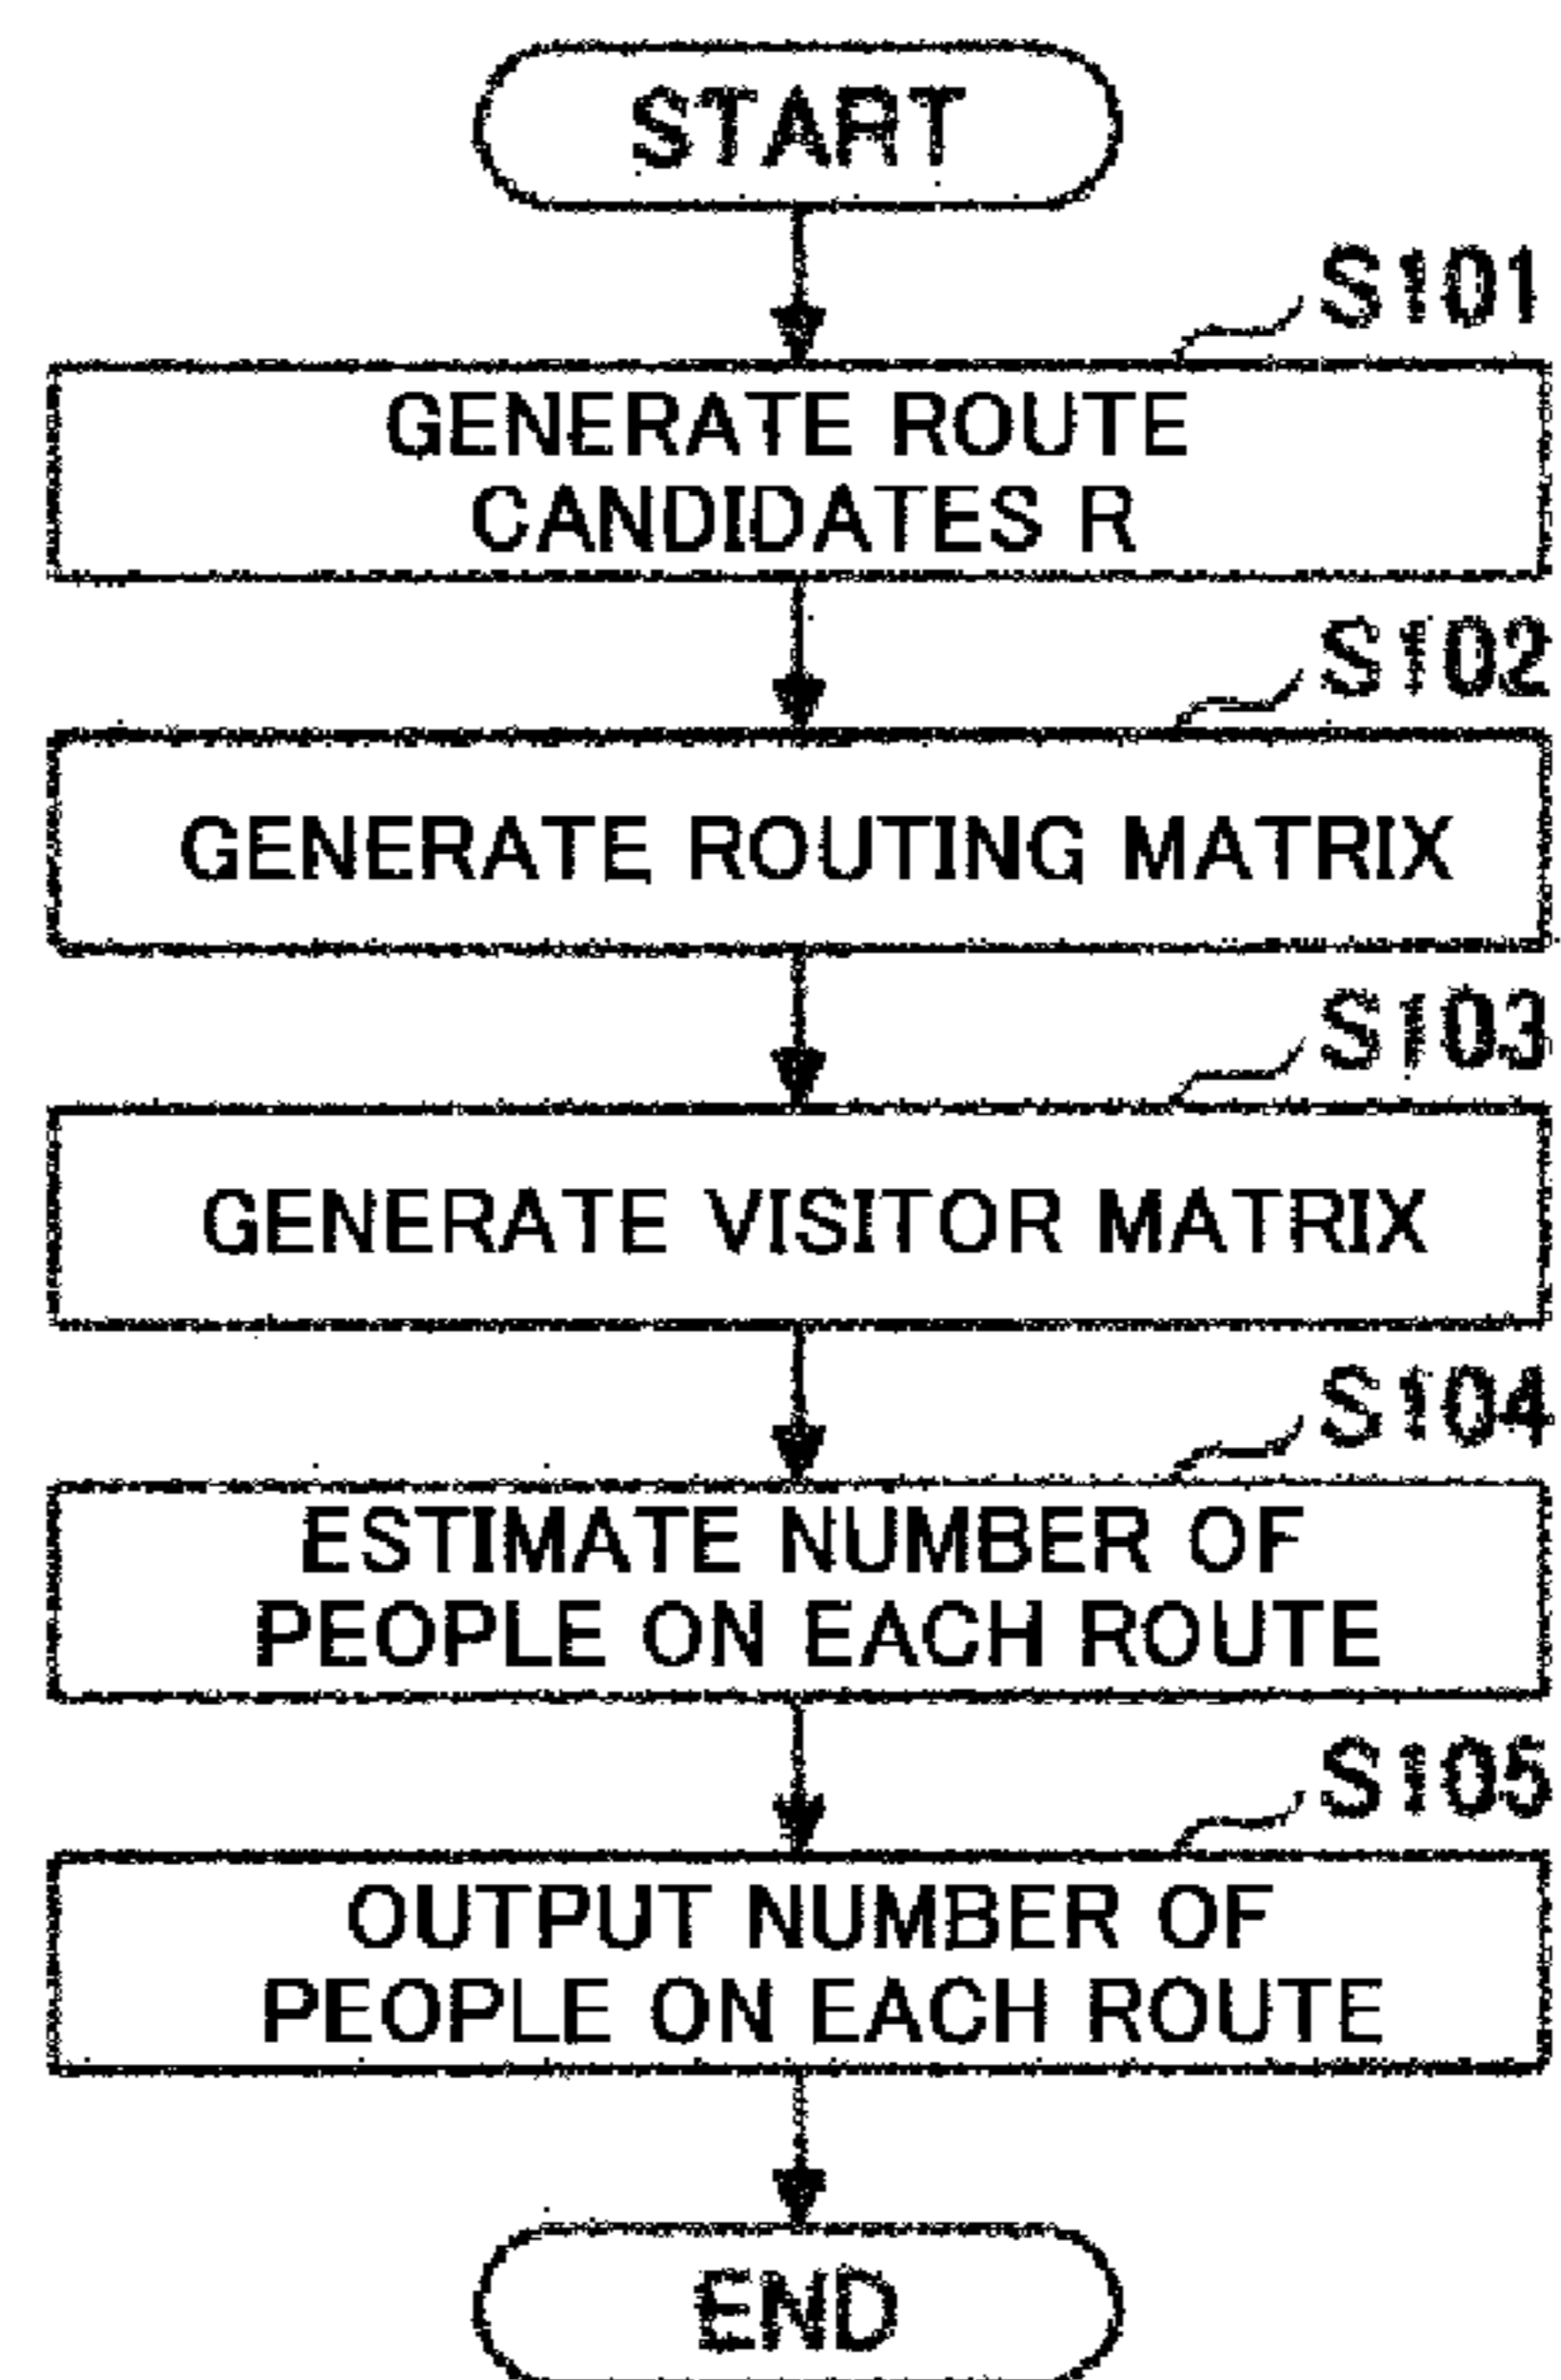 START
S101
GENERATE ROUTE
CANDIDATES R
S102
GENERATE ROUTING MATRIX
S103
GENERATE VISITOR MATRIX
S104
ESTIMATE NUMBER OF
PEOPLE ON EACH ROUTE
S105
OUTPUT NUMBER OF
PEOPLE ON EACH ROUTE
END